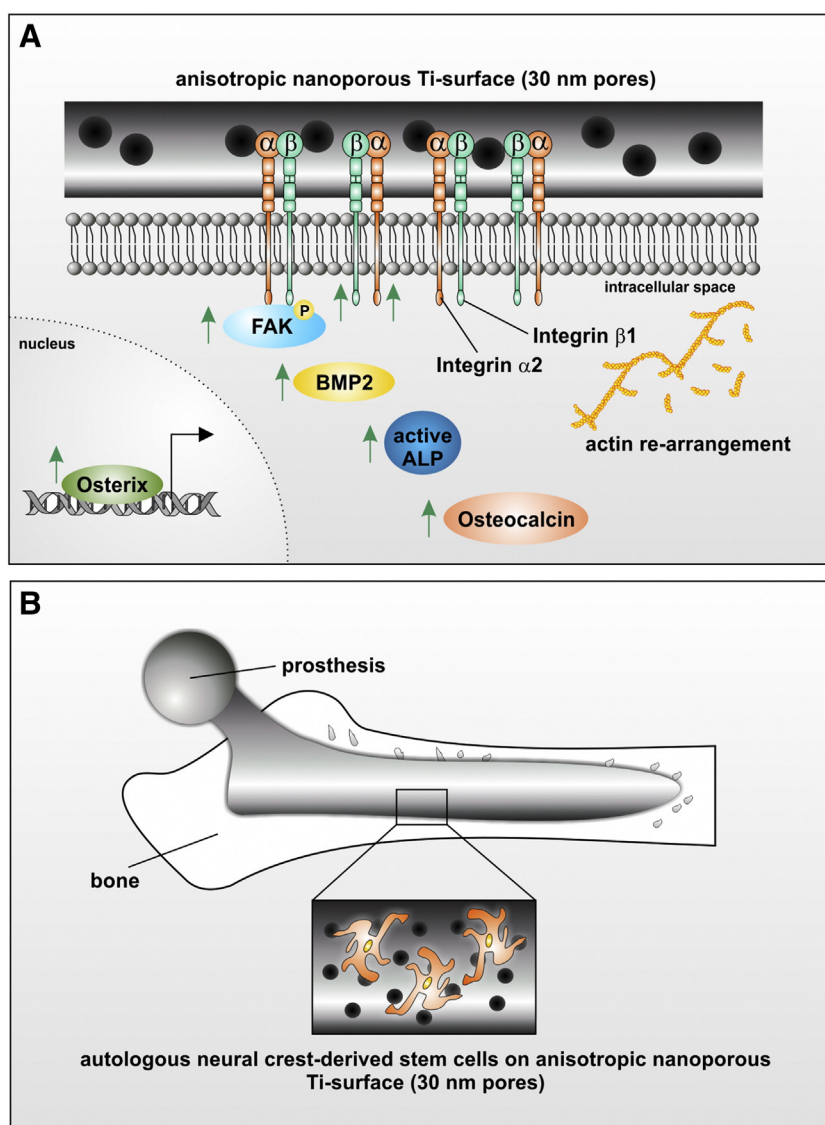 A
anisotropic nanoporous Ti-surface (30 nm pores)
α β β α α β β α
intracellular space
P
FAK
nucleus
Integrin β1
Integrin α2
BMP2
active
ALP
actin re-arrangement
Osterix
Osteocalcin
B
prosthesis
bone
autologous neural crest-derived stem cells on anisotropic nanoporous
Ti-surface (30 nm pores)